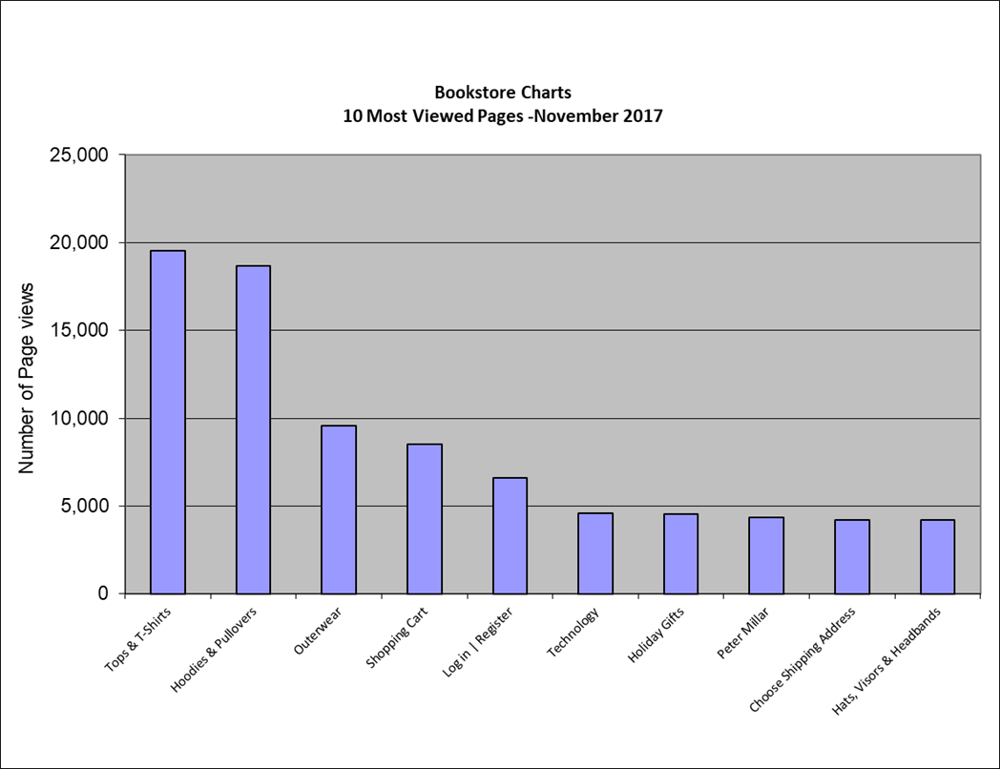 Bookstore Charts
10 Most Viewed Pages -November 2017
Number of Page views
25,000
20,000
15,000
10,000
5,000
0
Tops & T-Shirts
Hoodies & Pullovers
Outerwear
Shopping Cart
Log in | Register
Technology
Holiday Gifts
Peter Millar
Choose Shipping Address
Hats, Visors & Headbands